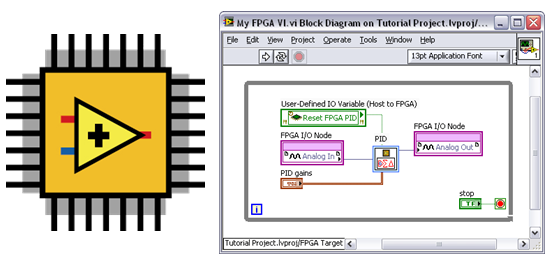 My FPGA VI.vi Block Diagram on Tutorial Project.lvproj/...
File Edit View Project Operate Tools Window Help
13pt Application Font
1
User-Defined IO Variable (Host to FPGA)
Reset FPGA PID
FPGA I/O Node
Analog In
PID
FPGA I/O Node
Analog Out
PID gains
stop
TF
i
Tutorial Project.lvproj/FPGA Target